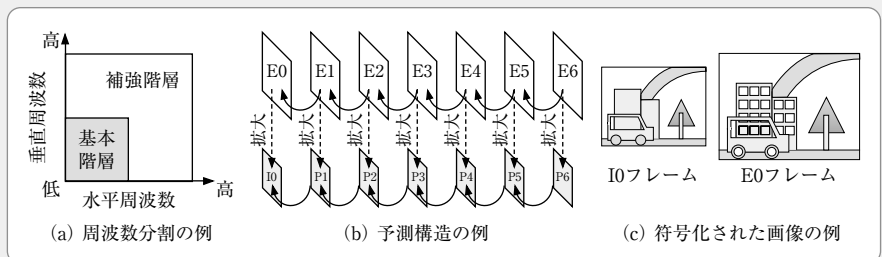 高
垂直周波数
補強階層
基本
階層
低
水平周波数
高
(a) 周波数分割の例
E0 E1 E2 E3 E4 E5 E6
拡大 拡大 拡大 拡大 拡大 拡大 拡大
I0 P1 P2 P3 P4 P5 P6
(b) 予測構造の例
I0フレーム
E0フレーム
(c) 符号化された画像の例